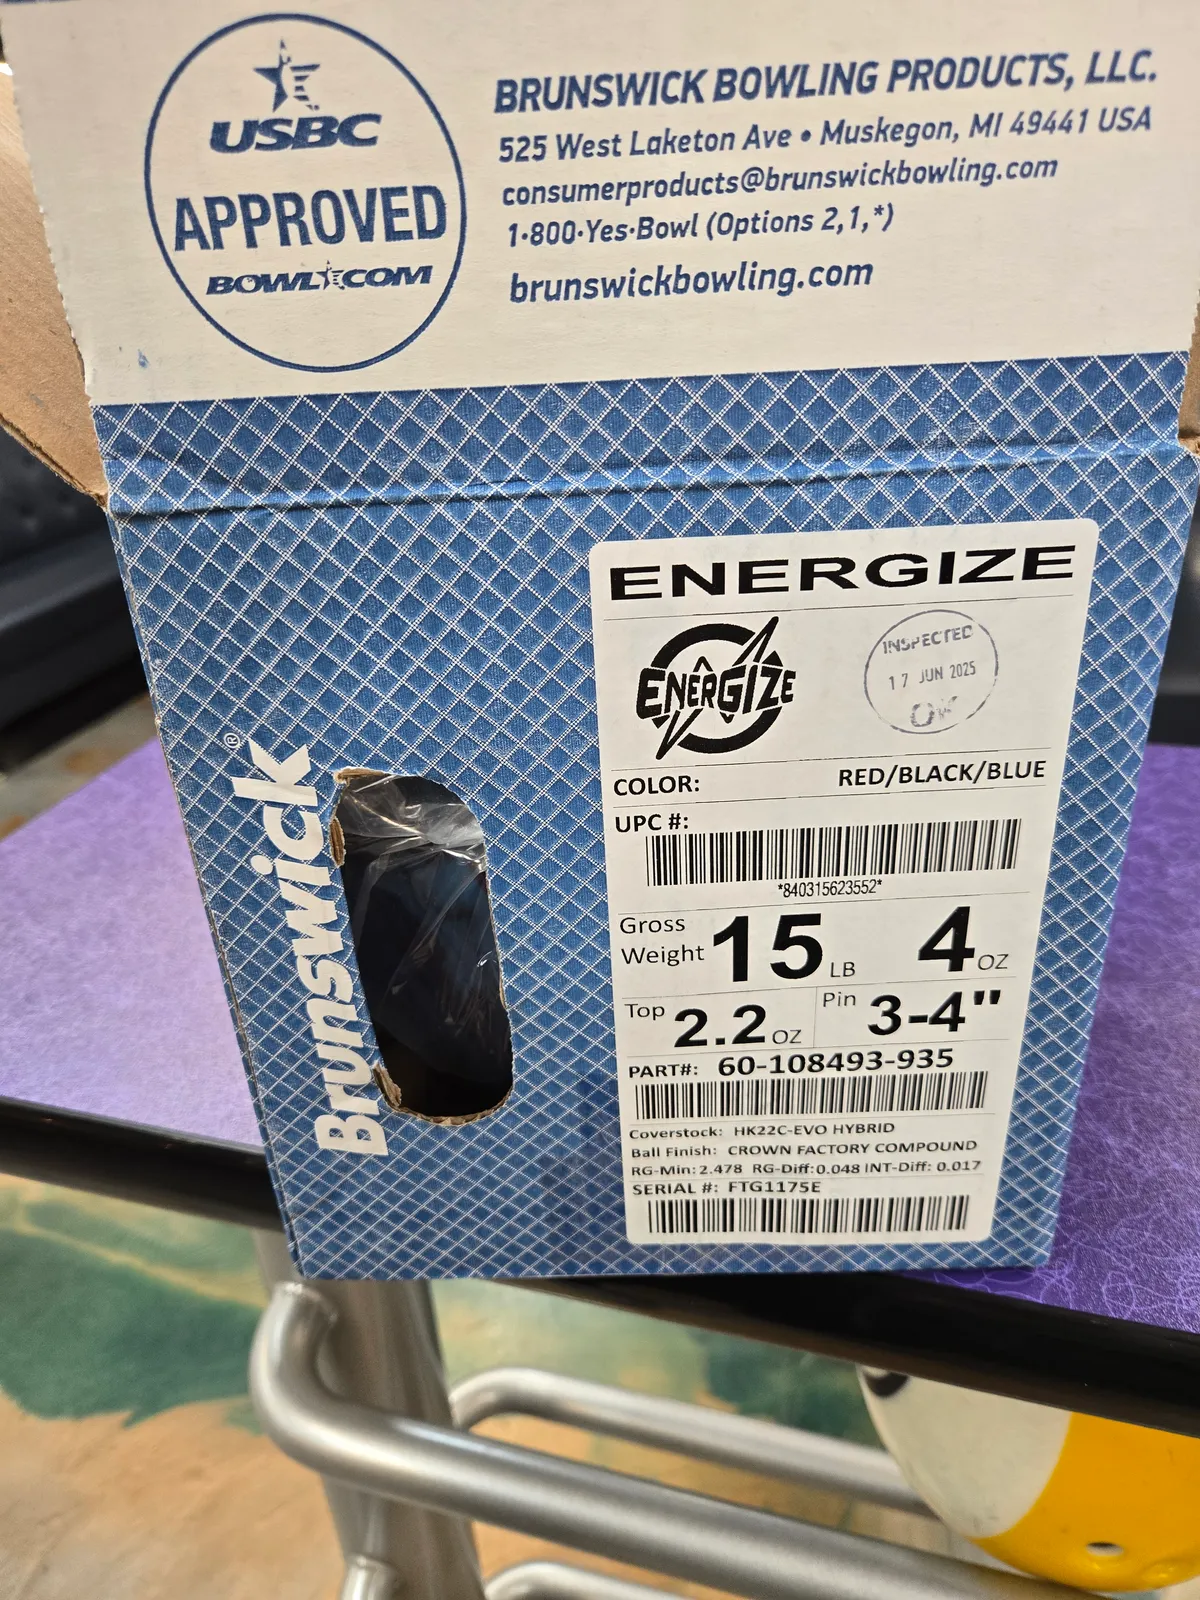 USBC
APPROVED
BOWL★COM
BRUNSWICK BOWLING PRODUCTS, LLC.
525 West Laketon Ave • Muskegon, MI 49441 USA
consumerproducts@brunswickbowling.com
1·800·Yes·Bowl (Options 2,1,*)
brunswickbowling.com
Brunswick®
ENERGIZE
ENERGIZE
INSPECTED
17 JUN 2025
OK
COLOR: RED/BLACK/BLUE
UPC #:
*840315623552*
Gross Weight 15 LB 4 OZ
Top 2.2 OZ Pin 3-4"
PART#: 60-108493-935
Coverstock: HK22C-EVO HYBRID
Ball Finish: CROWN FACTORY COMPOUND
RG-Min: 2.478 RG-Diff: 0.048 INT-Diff: 0.017
SERIAL #: FTG1175E